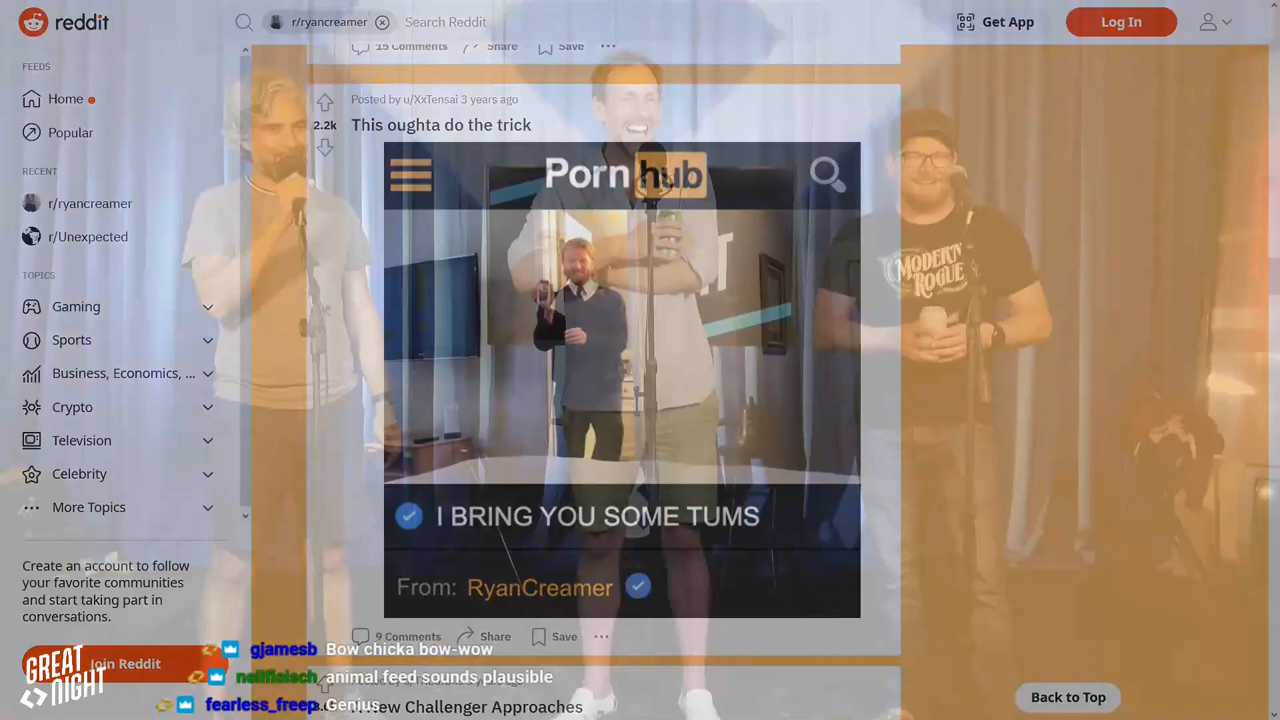 reddit
r/ryancreamer
Search Reddit
Get App
Log In
FEEDS
Home
Popular
RECENT
r/ryancreamer
r/Unexpected
TOPICS
Gaming
Sports
Business, Economics, ...
Crypto
Television
Celebrity
More Topics
Create an account to follow
your favorite communities
and start taking part in
conversations.
Join Reddit
15 Comments
Share
Save
Posted by u/XxTensai 3 years ago
2.2k
This oughta do the trick
Porn hub
I BRING YOU SOME TUMS
From: RyanCreamer
9 Comments
Share
Save
A New Challenger Approaches
Back to Top
MODERN
ROGUE
GREAT
NIGHT
gjamesb Bow chicka bow-wow
animal feed sounds plausible
fearless_freep Genius